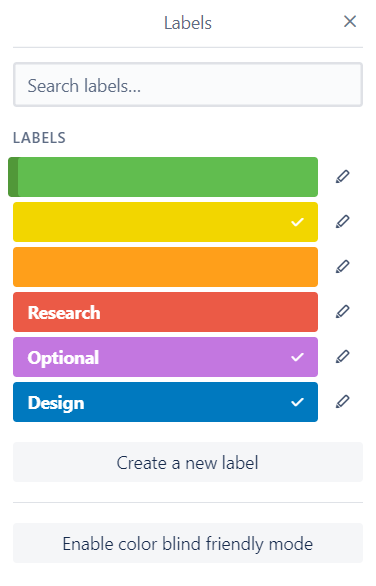 Labels
Search labels...
LABELS
Research
Optional
Design
Create a new label
Enable color blind friendly mode